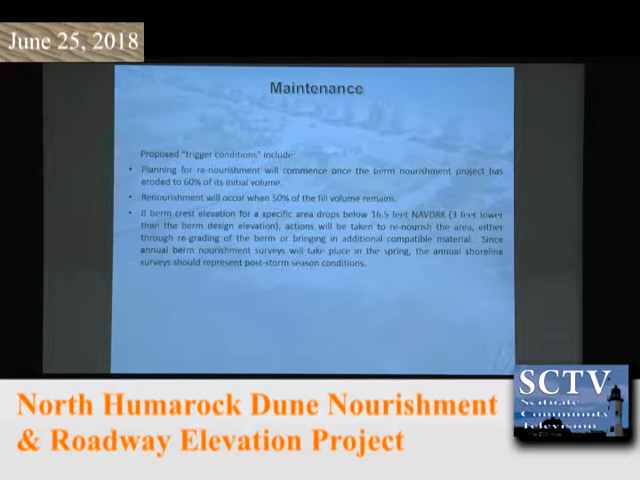 June 25, 2018
Maintenance
Proposed "trigger conditions" include:
• Planning for re-nourishment will commence once the berm nourishment project has
eroded to 60% of its initial volume.
• Renourishment will occur when 50% of the fill volume remains.
• If berm crest elevation for a specific area drops below 16.5 feet NAVD88 (3 feet lower
than the berm design elevation), actions will be taken to re-nourish the area, either
through re-grading of the berm or bringing in additional compatible material. Since
annual berm nourishment surveys will take place in the spring, the annual shoreline
surveys should represent post-storm season conditions.
North Humarock Dune Nourishment
& Roadway Elevation Project
SCTV
Scituate
Community
Television